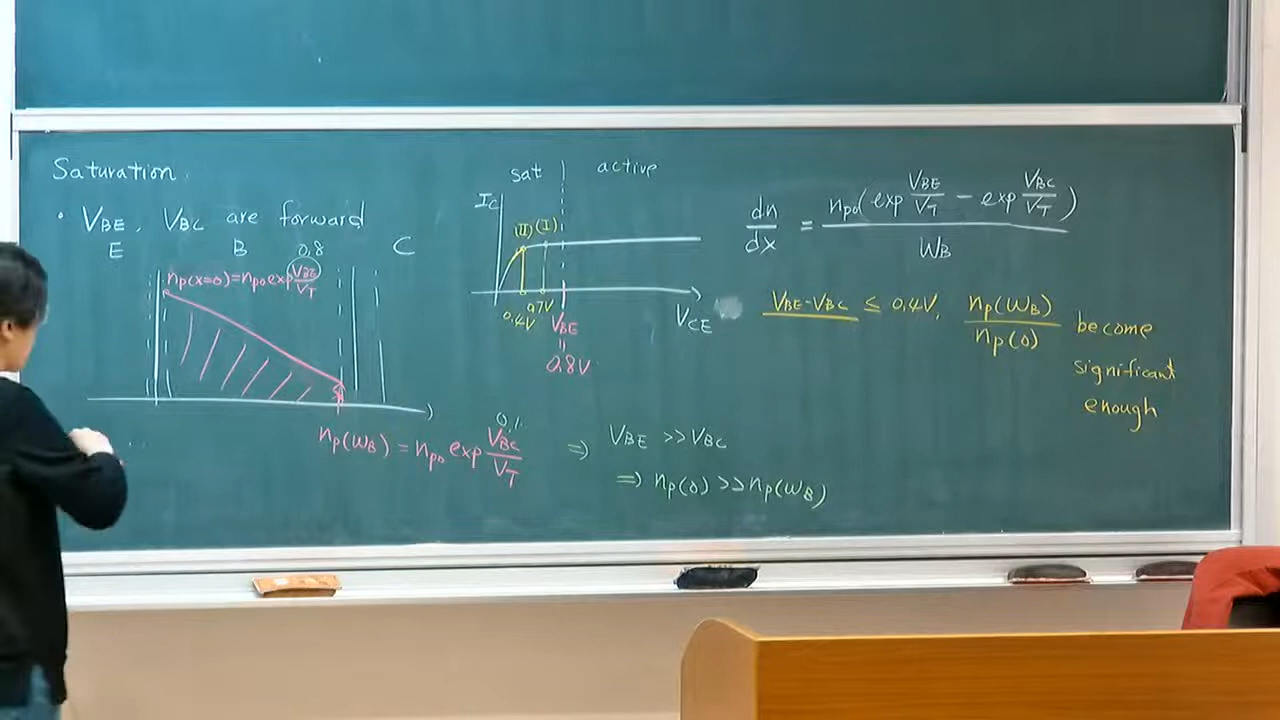 Saturation.
• VBE, VBC are forward
E B 0.8 C
np(x=0)=npo exp VBE/VT
np(WB) = npo exp VBC/VT
0.1
⇒ VBE >> VBC
⇒ np(0) >> np(WB)
sat active
IC
(II) (I)
0.4V 0.7V
VBE
=
0.8V
VCE
dn/dx = npo(exp VBE/VT − exp VBC/VT) / WB
VBE-VBC ≤ 0.4V, np(WB)/np(0) become
significant
enough